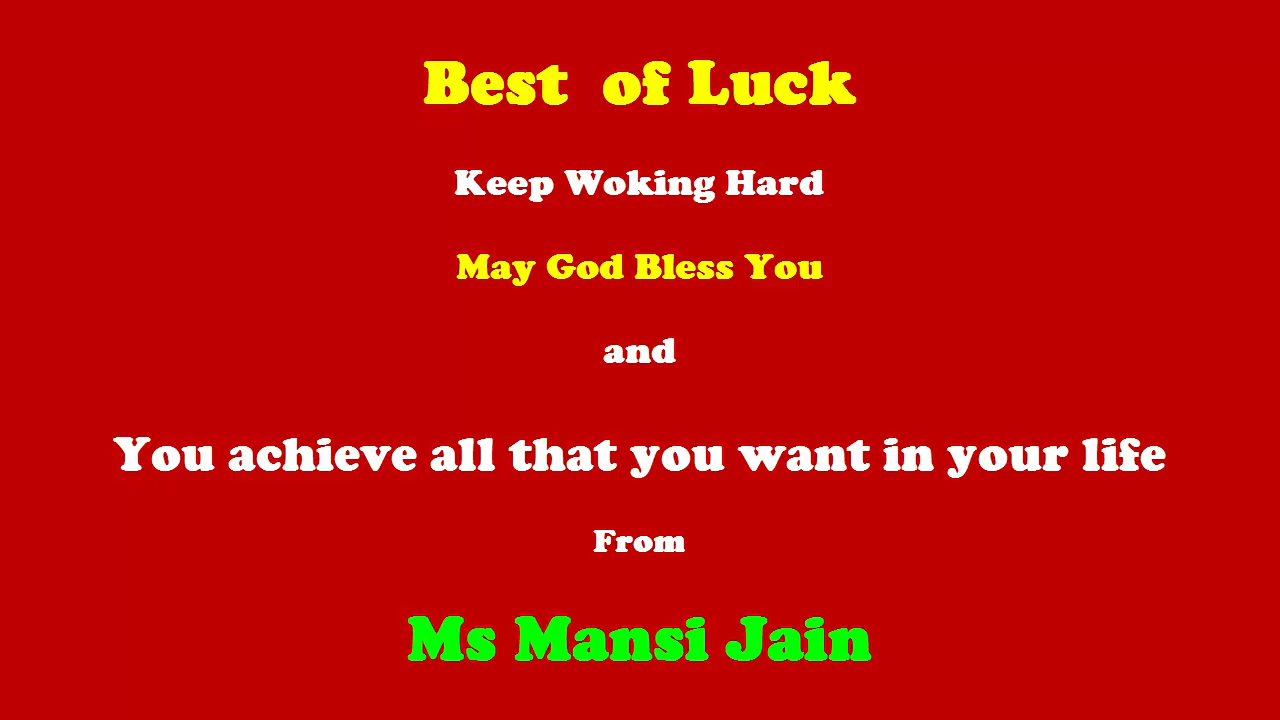 Best of Luck
Keep Woking Hard
May God Bless You
and
You achieve all that you want in your life
From
Ms Mansi Jain